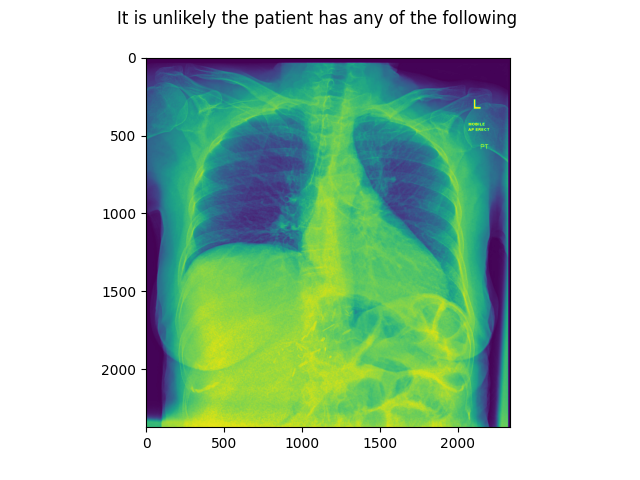 It is unlikely the patient has any of the following
0
500
1000
1500
2000
L
MOBILE
AP ERECT
PT
0
500
1000
1500
2000